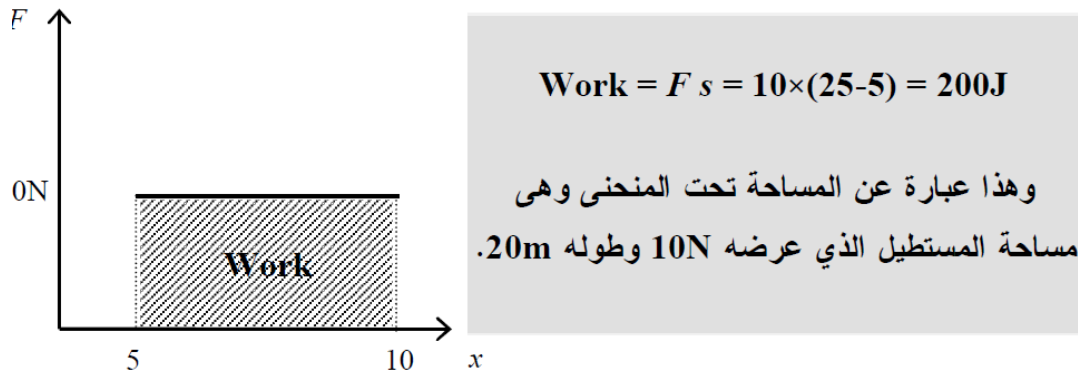 F
0N
Work
5
10
x
Work = F s = 10×(25-5) = 200J
وهذا عبارة عن المساحة تحت المنحنى وهى
مساحة المستطيل الذي عرضه 10N وطوله 20m.